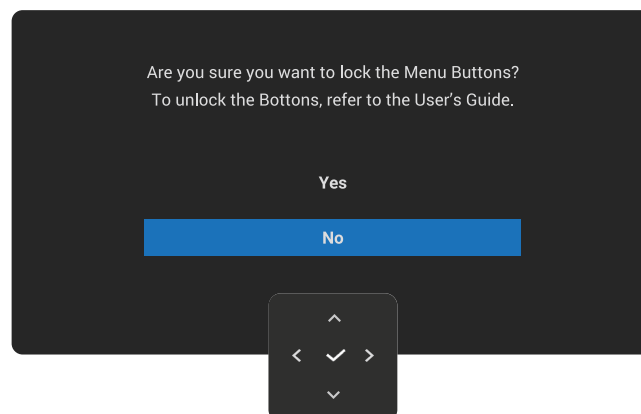 Are you sure you want to lock the Menu Buttons?
To unlock the Bottons, refer to the User's Guide.
Yes
No